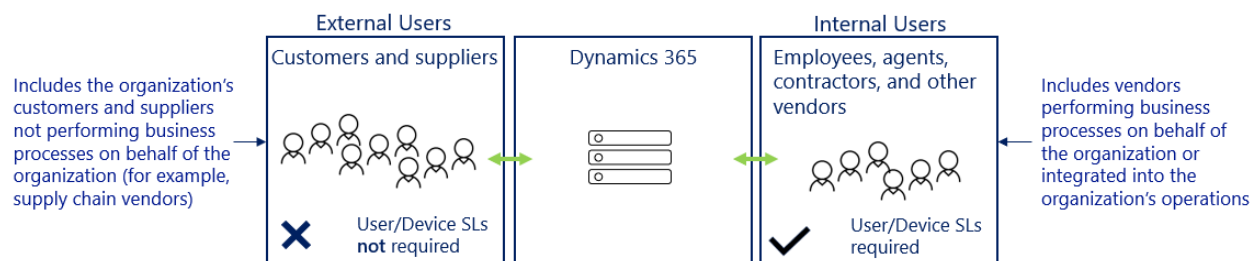 External Users
Internal Users
Customers and suppliers
Dynamics 365
Employees, agents,
contractors, and other
vendors
Includes the organization's
customers and suppliers
not performing business
processes on behalf of the
organization (for example,
supply chain vendors)
Includes vendors
performing business
processes on behalf of
the organization or
integrated into the
organization's operations
User/Device SLs
not required
User/Device SLs
required